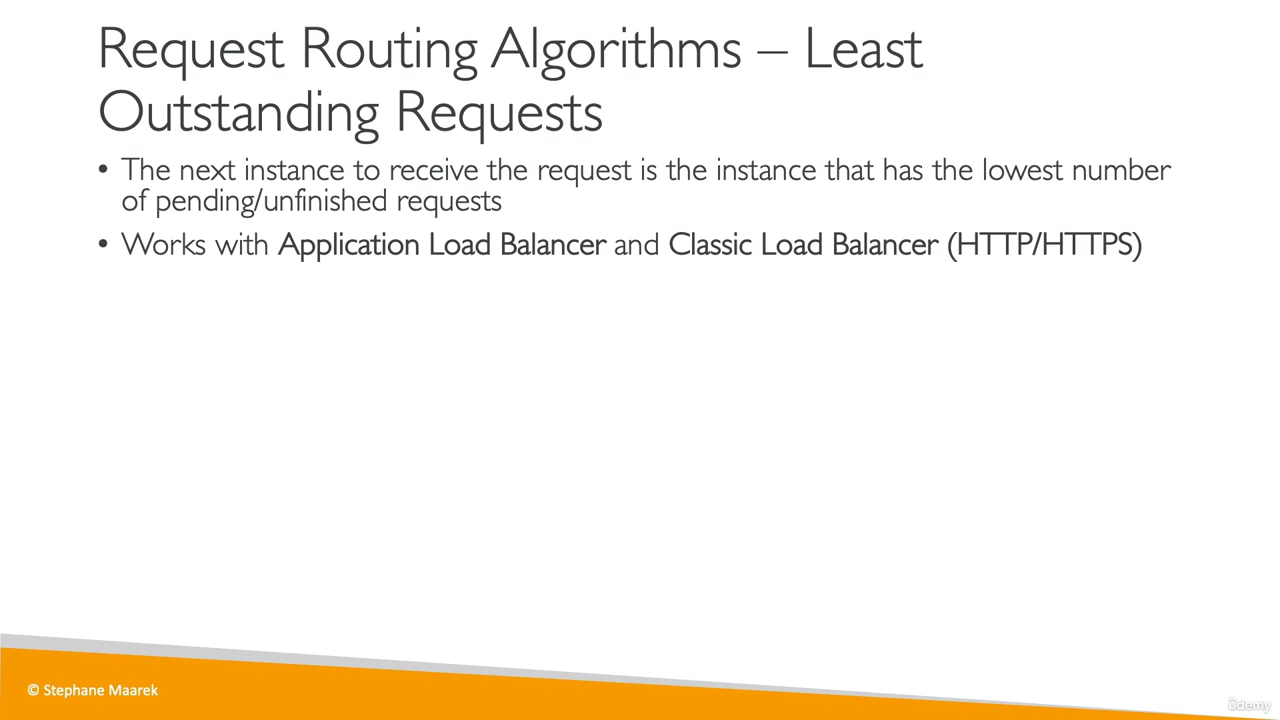 Request Routing Algorithms – Least
Outstanding Requests
• The next instance to receive the request is the instance that has the lowest number
of pending/unfinished requests
• Works with Application Load Balancer and Classic Load Balancer (HTTP/HTTPS)
© Stephane Maarek
ûdemy